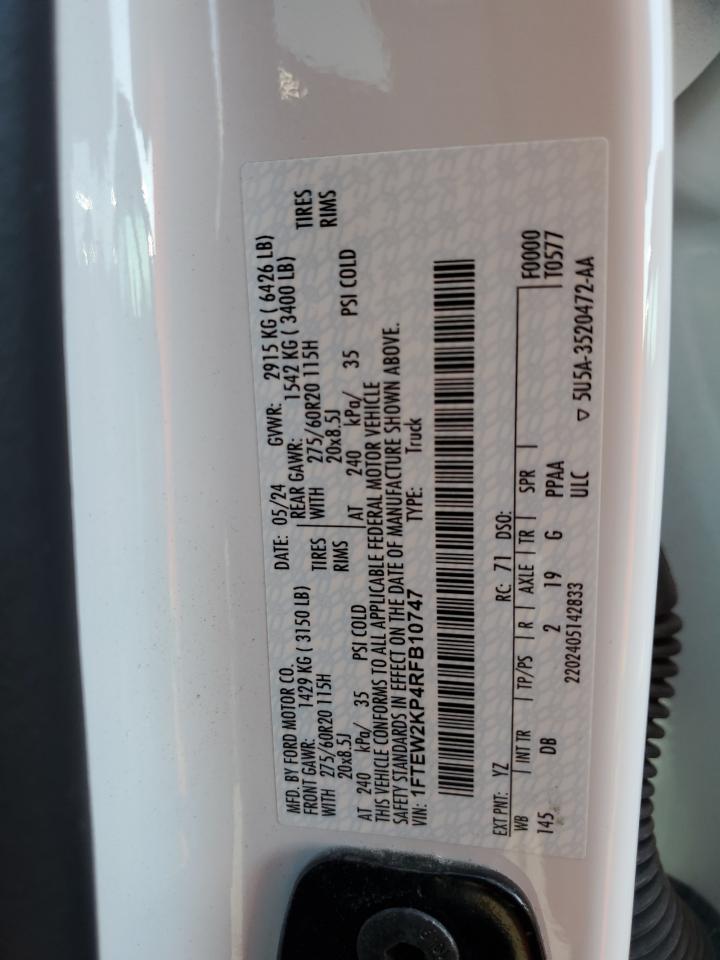 MFD. BY FORD MOTOR CO.
DATE: 05/24 GVWR: 2915 KG ( 6426 LB)
FRONT GAWR: 1429 KG ( 3150 LB) REAR GAWR: 1542 KG ( 3400 LB)
WITH 275/60R20 115H TIRES WITH 275/60R20 115H TIRES
20x8.5J RIMS 20x8.5J RIMS
AT 240 kPa/ 35 PSI COLD AT 240 kPa/ 35 PSI COLD
THIS VEHICLE CONFORMS TO ALL APPLICABLE FEDERAL MOTOR VEHICLE
SAFETY STANDARDS IN EFFECT ON THE DATE OF MANUFACTURE SHOWN ABOVE.
VIN: 1FTEW2KP4RFB10747 TYPE: Truck
EXT PNT: YZ RC: 71 DSO:
WB INT TR TP/PS R AXLE TR SPR F0000
145 DB 2 19 G PPAA T0577
2202405142833 ULC ▽ 5U5A-3520472-AA